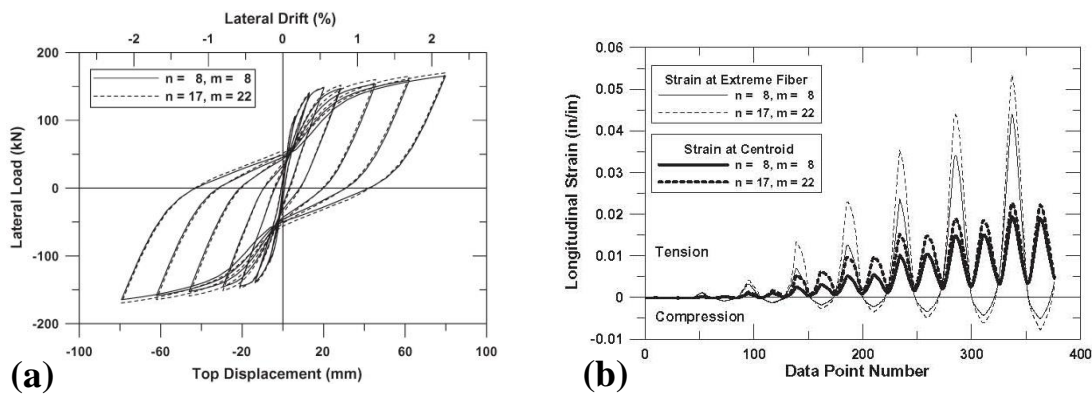 Lateral Drift (%)
-2 -1 0 1 2
200
100
0
-100
-200
Lateral Load (kN)
n = 8, m = 8
n = 17, m = 22
-100 -60 -20 20 60 100
Top Displacement (mm)
(a)
0.06
0.05
0.04
0.03
0.02
0.01
0
-0.01
Longitudinal Strain (in/in)
Strain at Extreme Fiber
n = 8, m = 8
n = 17, m = 22
Strain at Centroid
n = 8, m = 8
n = 17, m = 22
Tension
Compression
0 100 200 300 400
Data Point Number
(b)